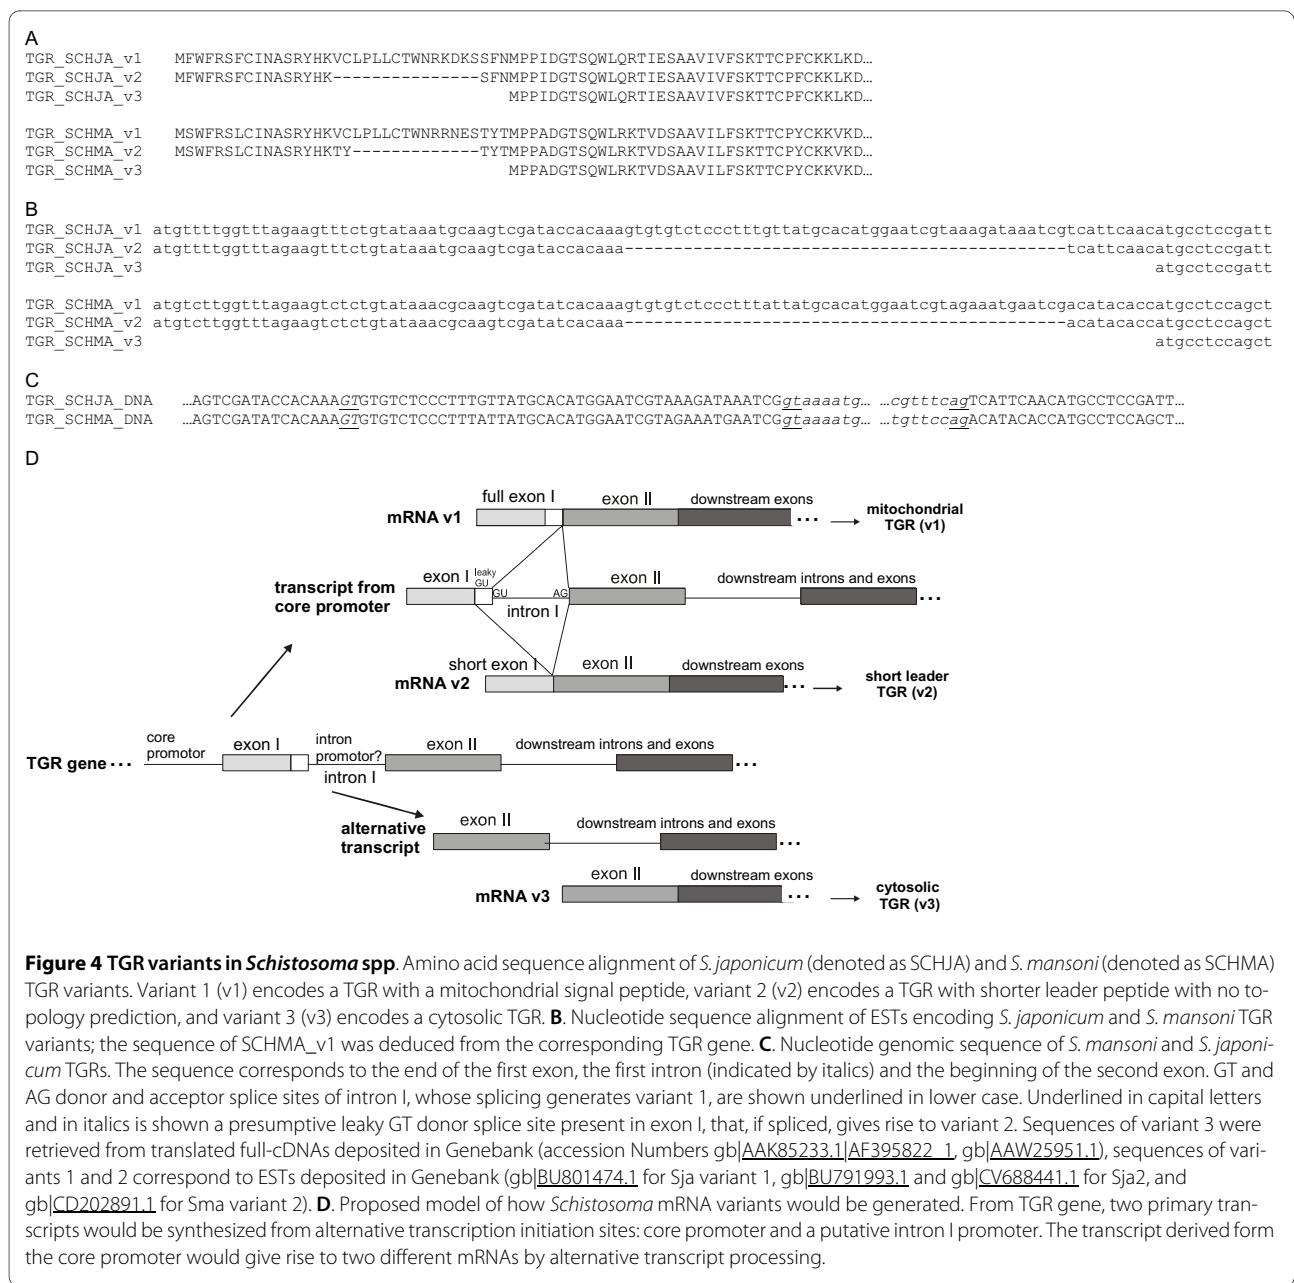 A
TGR_SCHJA_v1 MFWFRSFCINASRYHKVCLPLLCTWNRKDKSSFNMPPIDGTSQWLQRTIESAAVIVFSKTTCPFCKKLKD…
TGR_SCHJA_v2 MFWFRSFCINASRYHK---------------SFNMPPIDGTSQWLQRTIESAAVIVFSKTTCPFCKKLKD…
TGR_SCHJA_v3 MPPIDGTSQWLQRTIESAAVIVFSKTTCPFCKKLKD…
TGR_SCHMA_v1 MSWFRSLCINASRYHKVCLPLLCTWNRRNESTYTMPPADGTSQWLRKTVDSAAVILFSKTTCPYCKKVKD…
TGR_SCHMA_v2 MSWFRSLCINASRYHKTY-------------TYTMPPADGTSQWLRKTVDSAAVILFSKTTCPYCKKVKD…
TGR_SCHMA_v3 MPPADGTSQWLRKTVDSAAVILFSKTTCPYCKKVKD…
B
TGR_SCHJA_v1 atgttttggtttagaagtttctgtataaatgcaagtcgataccacaaagtgtgtctccctttgttatgcacatggaatcgtaaagataaatcgtcattcaacatgcctccgatt
TGR_SCHJA_v2 atgttttggtttagaagtttctgtataaatgcaagtcgataccacaaa---------------------------------------------tcattcaacatgcctccgatt
TGR_SCHJA_v3 atgcctccgatt
TGR_SCHMA_v1 atgtcttggtttagaagtctctgtataaacgcaagtcgatatcacaaagtgtgtctccctttattatgcacatggaatcgtagaaatgaatcgacatacaccatgcctccagct
TGR_SCHMA_v2 atgtcttggtttagaagtctctgtataaacgcaagtcgatatcacaaa---------------------------------------------acatacaccatgcctccagct
TGR_SCHMA_v3 atgcctccagct
C
TGR_SCHJA_DNA …AGTCGATACCACAAAGTGTGTCTCCCTTTGTTATGCACATGGAATCGTAAAGATAAATCGgtaaaatg… …cgtttcagTCATTCAACATGCCTCCGATT…
TGR_SCHMA_DNA …AGTCGATATCACAAAGTGTGTCTCCCTTTATTATGCACATGGAATCGTAGAAATGAATCGgtaaaatg… …tgttccagACATACACCATGCCTCCAGCT…
D
full exon I exon II downstream exons
mRNA v1 ... mitochondrial
TGR (v1)
exon I leaky
GU exon II downstream introns and exons
transcript from
core promoter GU AG ...
intron I
short exon I exon II downstream exons
mRNA v2 ... short leader
TGR (v2)
core
promotor exon I intron
promotor? exon II downstream introns and exons
TGR gene ... ...
intron I
exon II downstream introns and exons
alternative
transcript ...
exon II downstream exons
mRNA v3 ... cytosolic
TGR (v3)
Figure 4 TGR variants in Schistosoma spp. Amino acid sequence alignment of S. japonicum (denoted as SCHJA) and S. mansoni (denoted as SCHMA)
TGR variants. Variant 1 (v1) encodes a TGR with a mitochondrial signal peptide, variant 2 (v2) encodes a TGR with shorter leader peptide with no to-
pology prediction, and variant 3 (v3) encodes a cytosolic TGR. B. Nucleotide sequence alignment of ESTs encoding S. japonicum and S. mansoni TGR
variants; the sequence of SCHMA_v1 was deduced from the corresponding TGR gene. C. Nucleotide genomic sequence of S. mansoni and S. japoni-
cum TGRs. The sequence corresponds to the end of the first exon, the first intron (indicated by italics) and the beginning of the second exon. GT and
AG donor and acceptor splice sites of intron I, whose splicing generates variant 1, are shown underlined in lower case. Underlined in capital letters
and in italics is shown a presumptive leaky GT donor splice site present in exon I, that, if spliced, gives rise to variant 2. Sequences of variant 3 were
retrieved from translated full-cDNAs deposited in Genebank (accession Numbers gb|AAK85233.1|AF395822_1, gb|AAW25951.1), sequences of vari-
ants 1 and 2 correspond to ESTs deposited in Genebank (gb|BU801474.1 for Sja variant 1, gb|BU791993.1 and gb|CV688441.1 for Sja2, and
gb|CD202891.1 for Sma variant 2). D. Proposed model of how Schistosoma mRNA variants would be generated. From TGR gene, two primary tran-
scripts would be synthesized from alternative transcription initiation sites: core promoter and a putative intron I promoter. The transcript derived form
the core promoter would give rise to two different mRNAs by alternative transcript processing.